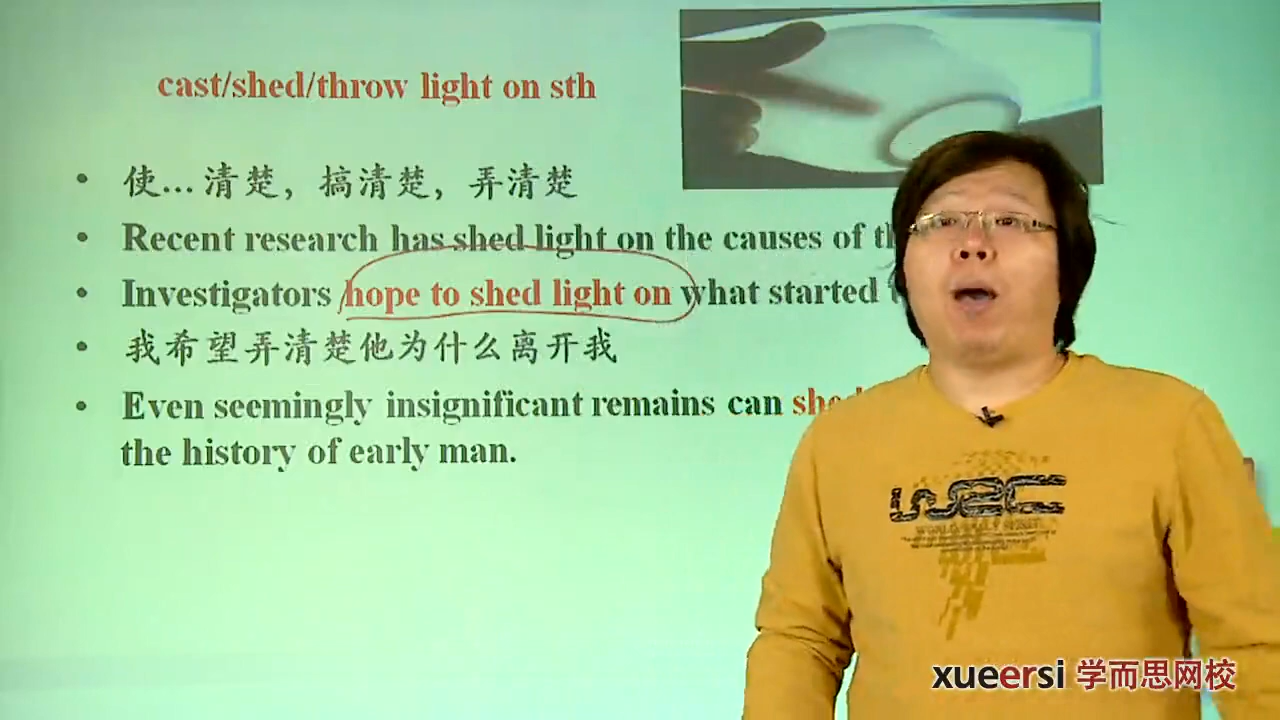 cast/shed/throw light on sth
• 使…清楚，搞清楚，弄清楚
• Recent research has shed light on the causes of
• Investigators hope to shed light on what started
• 我希望弄清楚他为什么离开我
• Even seemingly insignificant remains can
the history of early man.
WRC
xueersi 学而思网校